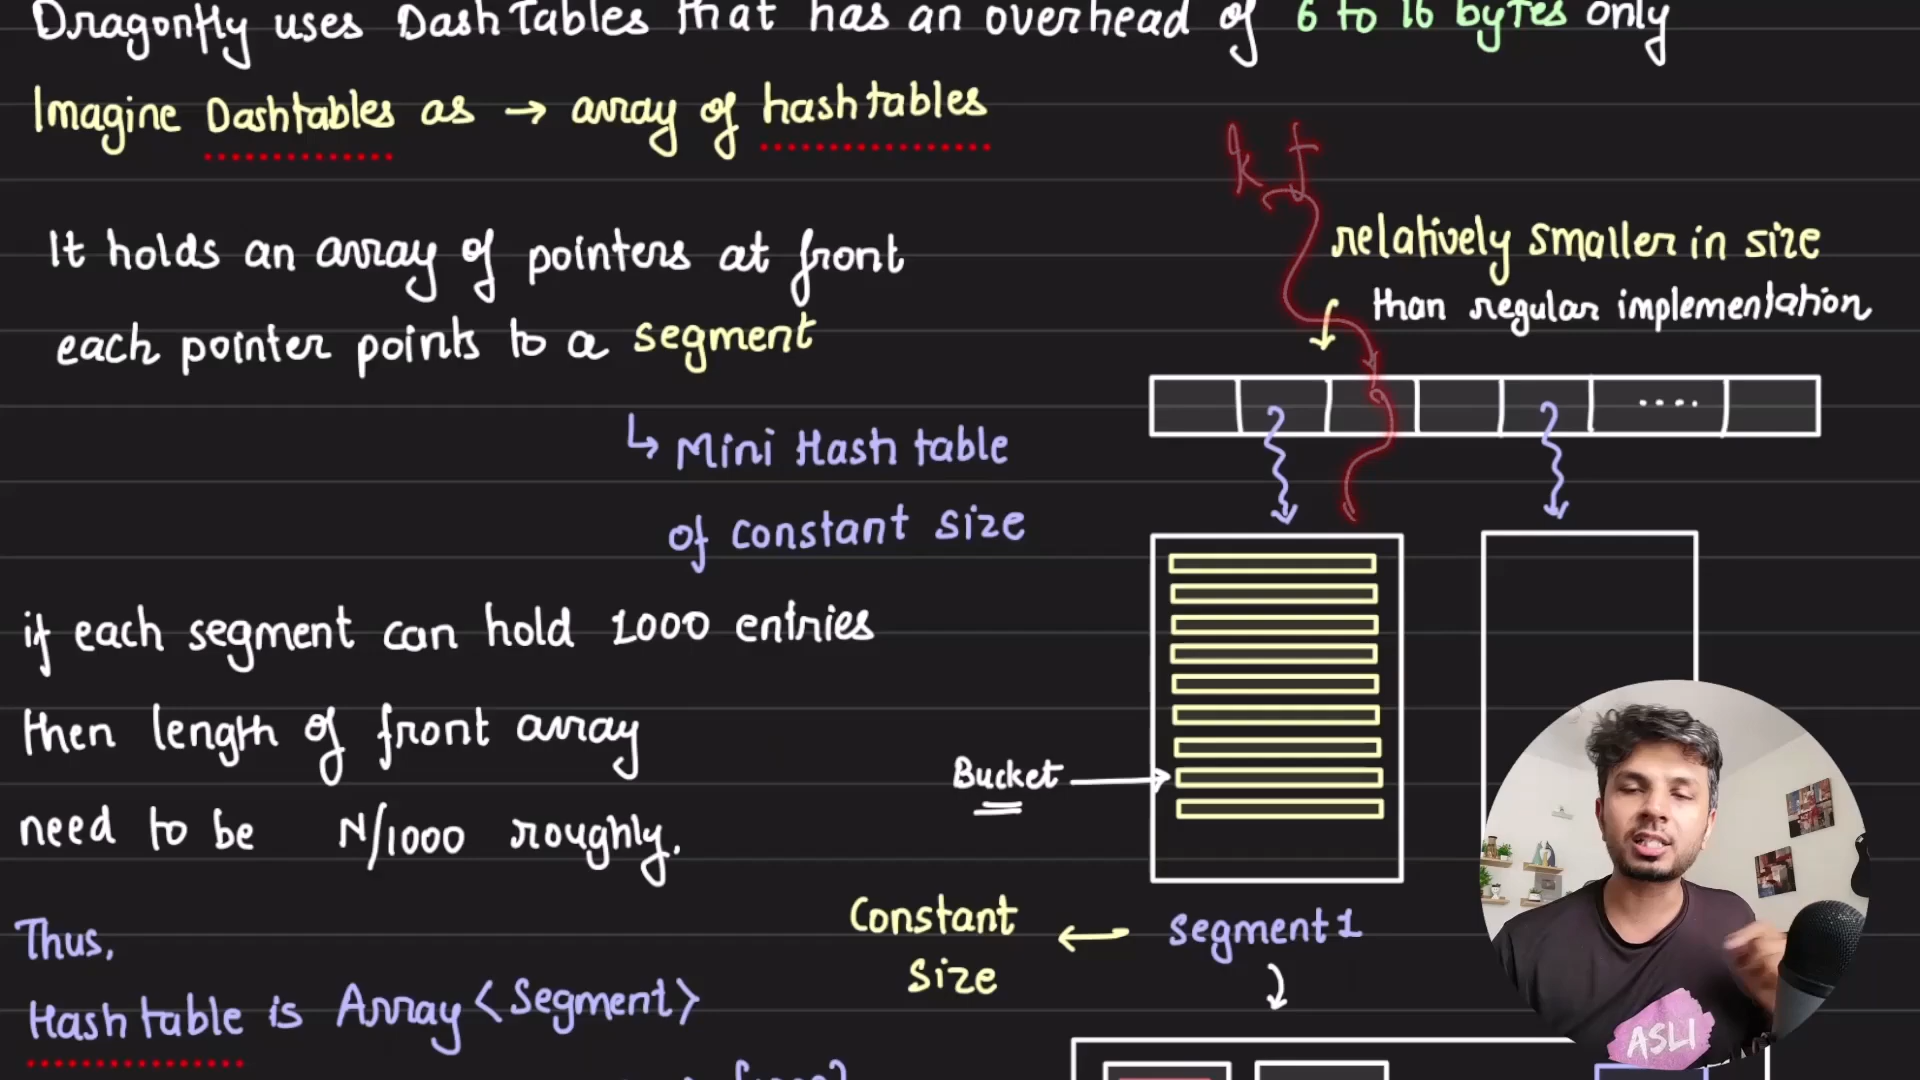 Dragonfly uses DashTables that has an overhead of 6 to 16 bytes only
Imagine Dashtables as → array of hashtables
k f
It holds an array of pointers at front
each pointer points to a segment
↳ Mini Hash table
of constant size
relatively smaller in size
than regular implementation
....
if each segment can hold 1000 entries
then length of front array
need to be N/1000 roughly.
Bucket
Constant
Size
← segment 1
Thus,
Hash table is Array <Segment>
ASLI